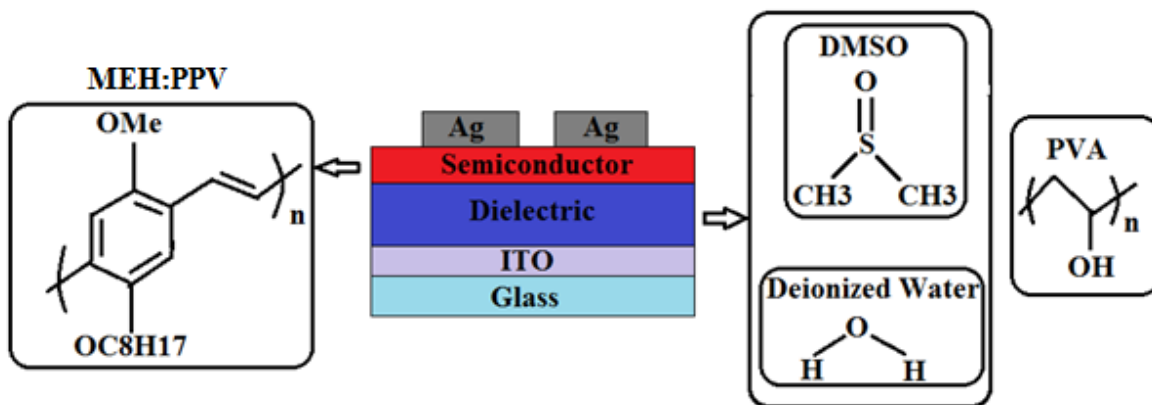 MEH:PPV
OMe
n
OC8H17
Ag Ag
Semiconductor
Dielectric
ITO
Glass
DMSO
O
S
CH3 CH3
Deionized Water
O
H H
PVA
n
OH